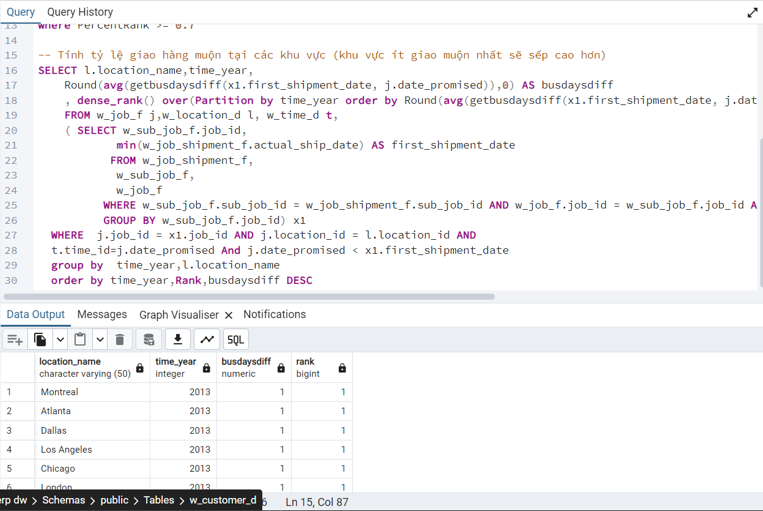 Query Query History
13 where PercentRank >= 0.7
14
15 -- Tính tỷ lệ giao hàng muộn tại các khu vực (khu vực ít giao muộn nhất sẽ sếp cao hơn)
16 SELECT l.location_name,time_year,
17 Round(avg(getbusdaysdiff(x1.first_shipment_date, j.date_promised)),0) AS busdaysdiff
18 , dense_rank() over(Partition by time_year order by Round(avg(getbusdaysdiff(x1.first_shipment_date, j.dat
19 FROM w_job_f j,w_location_d l, w_time_d t,
20 ( SELECT w_sub_job_f.job_id,
21 min(w_job_shipment_f.actual_ship_date) AS first_shipment_date
22 FROM w_job_shipment_f,
23 w_sub_job_f,
24 w_job_f
25 WHERE w_sub_job_f.sub_job_id = w_job_shipment_f.sub_job_id AND w_job_f.job_id = w_sub_job_f.job_id A
26 GROUP BY w_sub_job_f.job_id) x1
27 WHERE j.job_id = x1.job_id AND j.location_id = l.location_id AND
28 t.time_id=j.date_promised And j.date_promised < x1.first_shipment_date
29 group by time_year,l.location_name
30 order by time_year,Rank,busdaysdiff DESC
Data Output Messages Graph Visualiser Notifications
SQL
location_name time_year busdaysdiff rank
character varying (50) integer numeric bigint
1 Montreal 2013 1 1
2 Atlanta 2013 1 1
3 Dallas 2013 1 1
4 Los Angeles 2013 1 1
5 Chicago 2013 1 1
6 London 2013 1 1
erp dw > Schemas > public > Tables > w_customer_d 6 Ln 15, Col 87